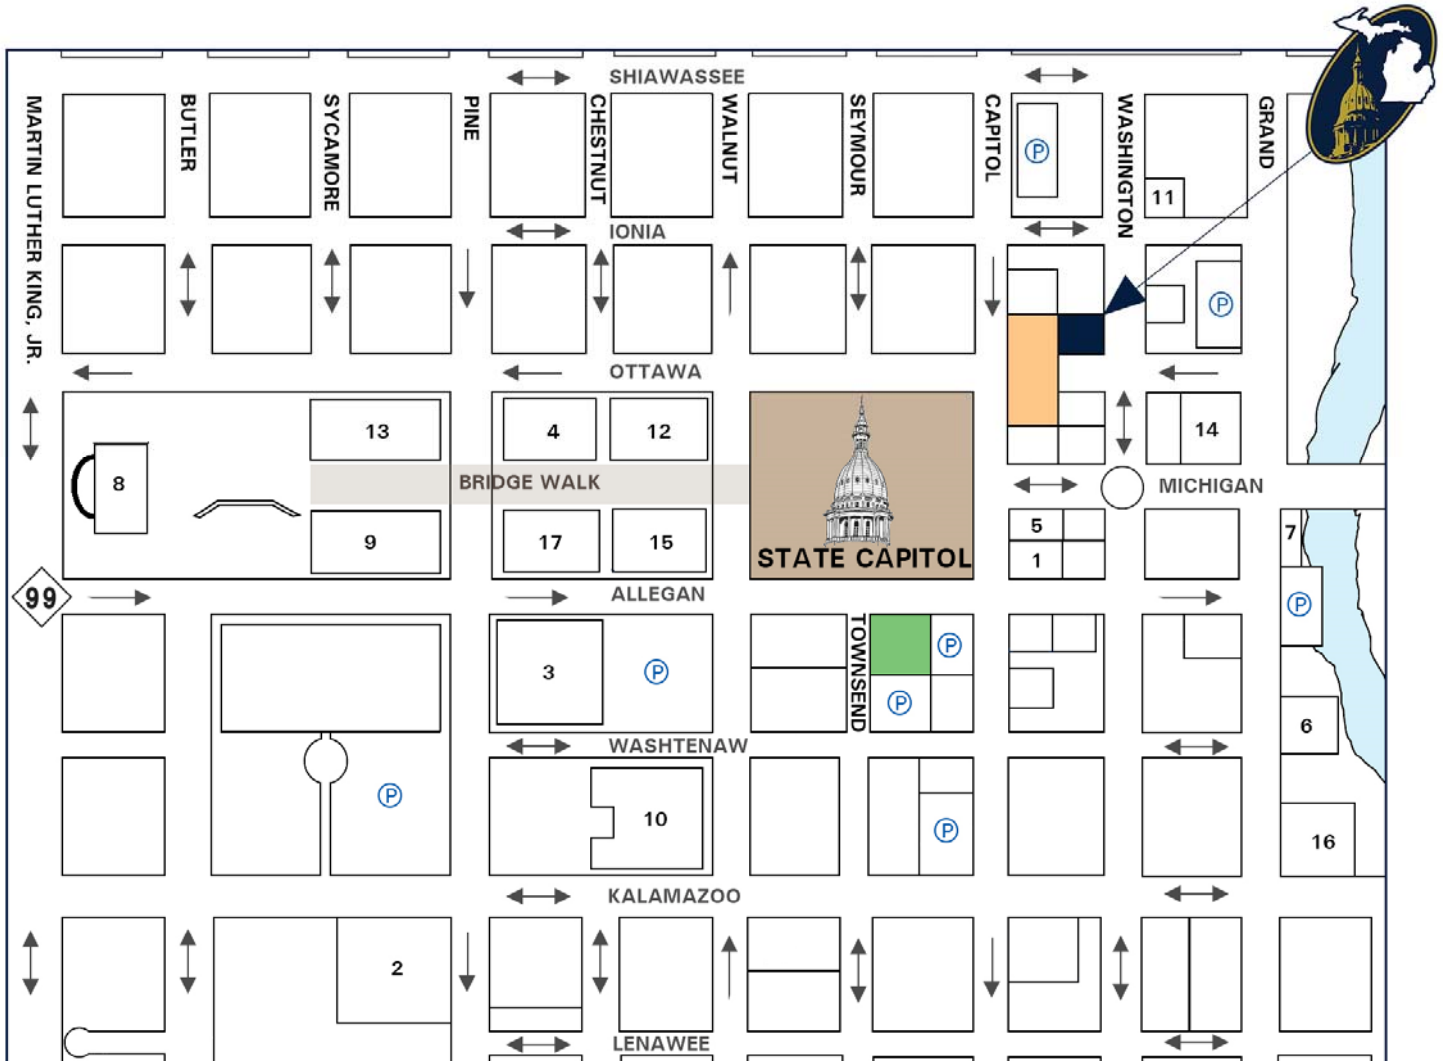 SHIAWASSEE
MARTIN LUTHER KING, JR.
BUTLER
SYCAMORE
PINE
CHESTNUT
WALNUT
SEYMOUR
CAPITOL
WASHINGTON
GRAND
P
11
IONIA
P
OTTAWA
13
4
12
14
8
BRIDGE WALK
MICHIGAN
9
17
15
STATE CAPITOL
5
1
7
99
ALLEGAN
P
TOWNSEND
3
P
P
P
6
WASHTENAW
P
10
P
16
KALAMAZOO
2
LENAWEE